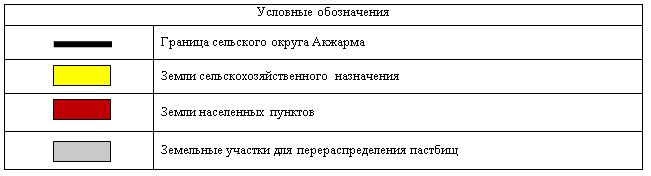 Условные обозначения
Граница сельского округа Акжарма
Земли сельскохозяйственного назначения
Земли населенных пунктов
Земельные участки для перераспределения пастбищ